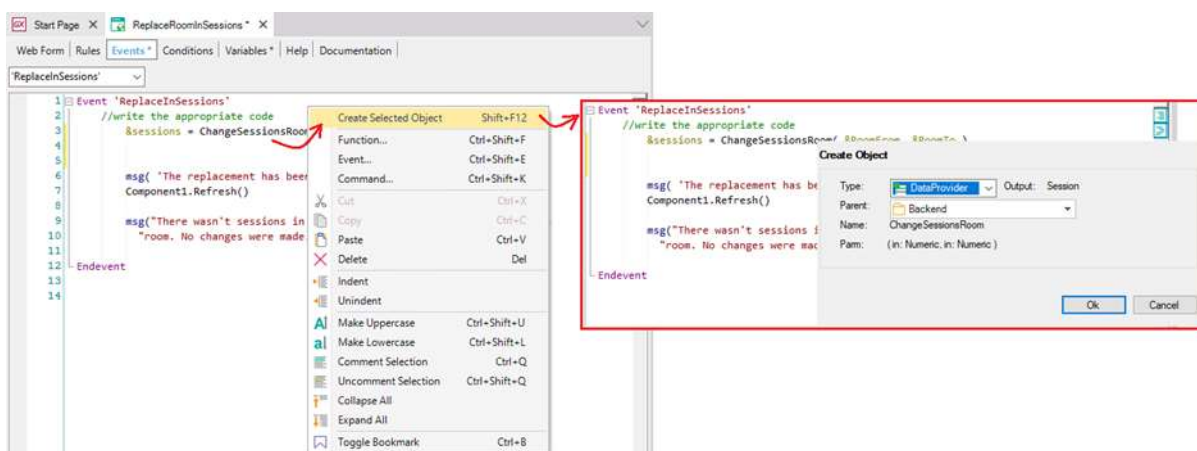 GX Start Page X ReplaceRoomInSessions * X
Web Form | Rules | Events * | Conditions | Variables * | Help | Documentation |
'ReplaceInSessions'
1 Event 'ReplaceInSessions'
2 //write the appropriate code
3 &sessions = ChangeSessionsRoo
4
5
6 msg( 'The replacement has been
7 Component1.Refresh()
8
9 msg("There wasn't sessions in
10 "room. No changes were made
11
12 Endevent
13
14
Create Selected Object Shift+F12
Function... Ctrl+Shift+F
Event... Ctrl+Shift+E
Command... Ctrl+Shift+K
Cut Ctrl+X
Copy Ctrl+C
Paste Ctrl+V
Delete Del
Indent
Unindent
AI Make Uppercase Ctrl+Shift+U
al Make Lowercase Ctrl+Shift+L
Comment Selection Ctrl+Q
Uncomment Selection Ctrl+Shift+Q
Collapse All
Expand All
Toggle Bookmark Ctrl+B
Event 'ReplaceInSessions'
//write the appropriate code
&sessions = ChangeSessionsRoom( &RoomFrom, &RoomTo )
msg( 'The replacement has be
Component1.Refresh()
msg("There wasn't sessions i
"room. No changes were mac
Endevent
Create Object
Type: DataProvider Output: Session
Parent: Backend
Name: ChangeSessionsRoom
Parm: (in: Numeric, in: Numeric )
Ok Cancel